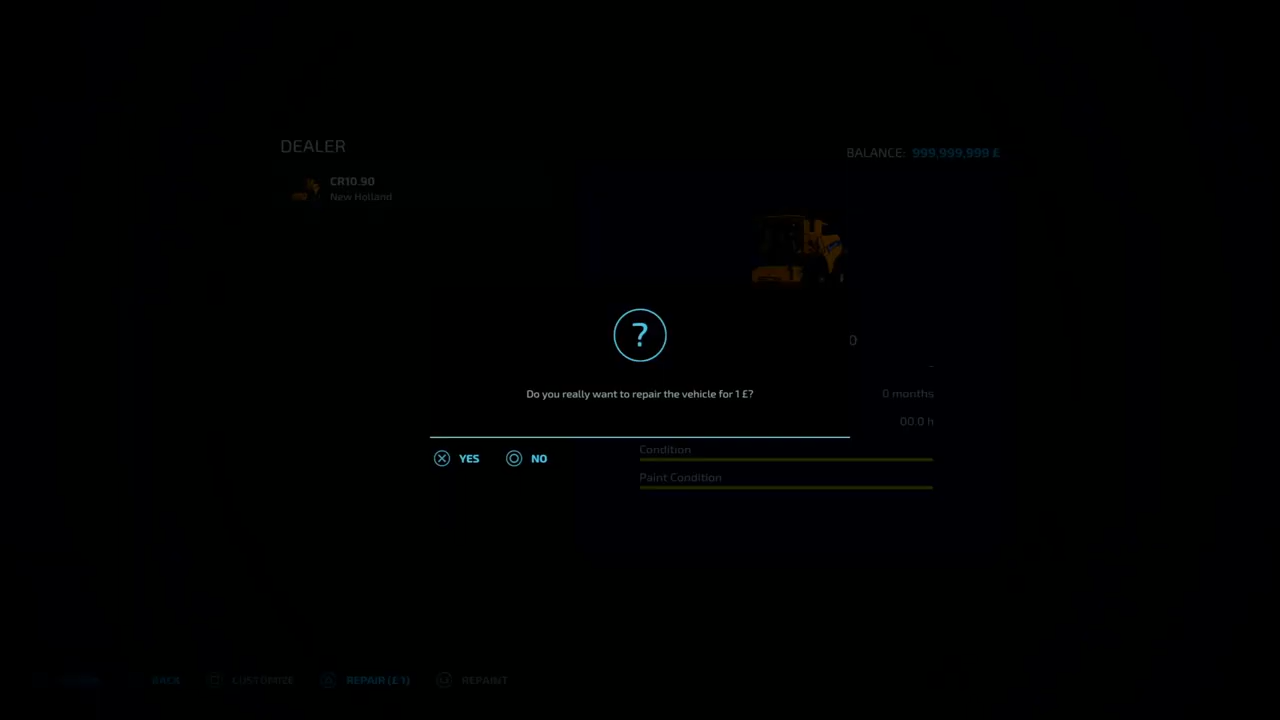 DEALER
BALANCE: 999,999,999 £
CR10.90
New Holland
?
0
Do you really want to repair the vehicle for 1 £?
0 months
00.0 h
Condition
YES
NO
Paint Condition
BACK
CUSTOMIZE
REPAIR (£ 1)
REPAINT